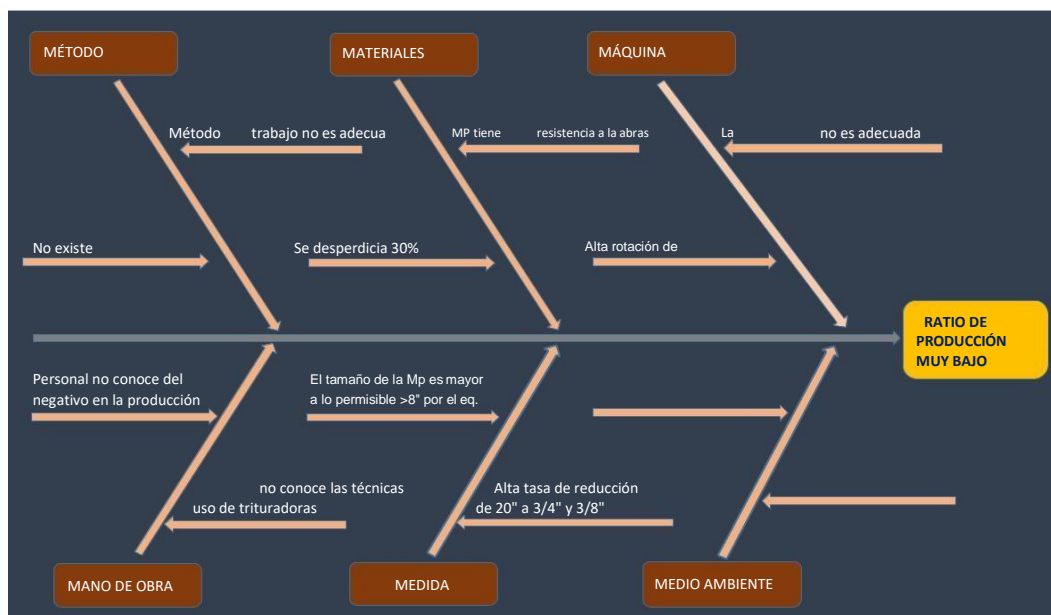 MÉTODO
MATERIALES
MÁQUINA
Método trabajo no es adecua
MP tiene resistencia a la abras
La no es adecuada
No existe
Se desperdicia 30%
Alta rotación de
RATIO DE
PRODUCCIÓN
MUY BAJO
Personal no conoce del
negativo en la producción
El tamaño de la Mp es mayor
a lo permisible >8" por el eq.
no conoce las técnicas
uso de trituradoras
Alta tasa de reducción
de 20" a 3/4" y 3/8"
MANO DE OBRA
MEDIDA
MEDIO AMBIENTE